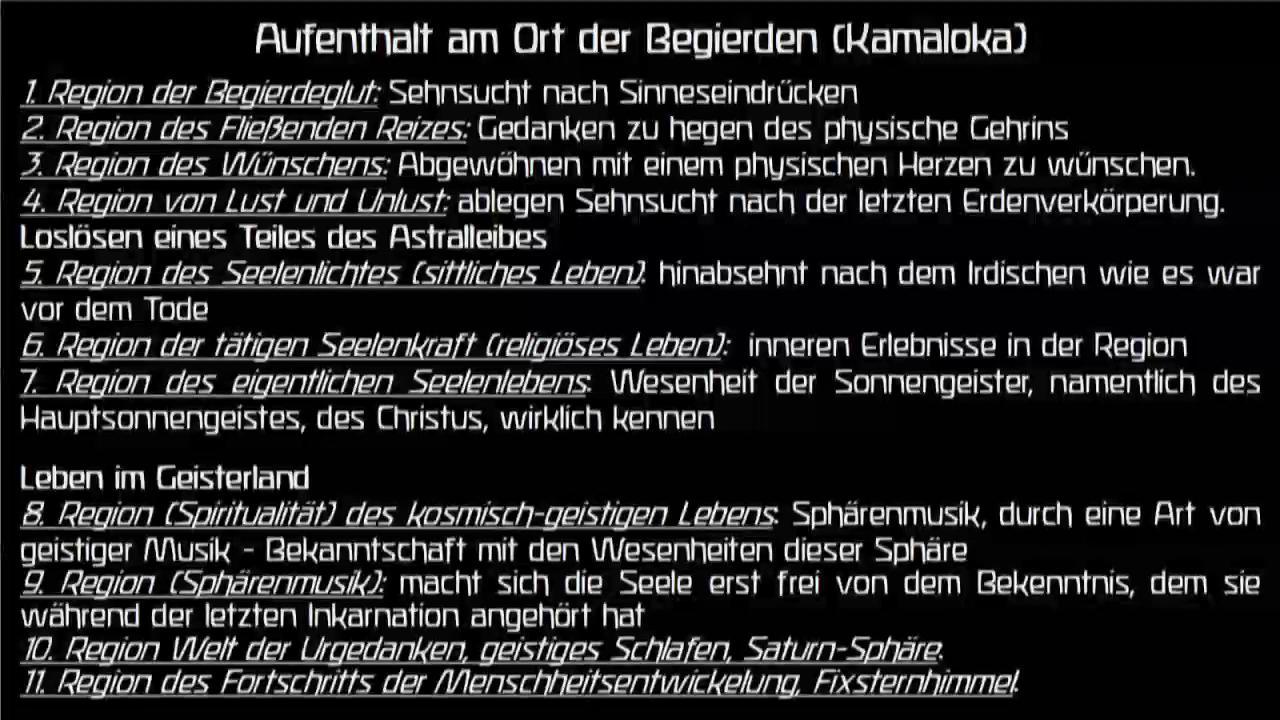 Aufenthalt am Ort der Begierden (Kamaloka)
1. Region der Begierdeglut: Sehnsucht nach Sinneseindrücken
2. Region des Fließenden Reizes: Gedanken zu hegen des physische Gehrins
3. Region des Wünschens: Abgewöhnen mit einem physischen Herzen zu wünschen.
4. Region von Lust und Unlust: ablegen Sehnsucht nach der letzten Erdenverkörperung.
Loslösen eines Teiles des Astralleibes
5. Region des Seelenlichtes (sittliches Leben): hinabsehnt nach dem Irdischen wie es war
vor dem Tode
6. Region der tätigen Seelenkraft (religiöses Leben): inneren Erlebnisse in der Region
7. Region des eigentlichen Seelenlebens: Wesenheit der Sonnengeister, namentlich des
Hauptsonnengeistes, des Christus, wirklich kennen
Leben im Geisterland
8. Region (Spiritualität) des kosmisch-geistigen Lebens: Sphärenmusik, durch eine Art von
geistiger Musik - Bekanntschaft mit den Wesenheiten dieser Sphäre
9. Region (Sphärenmusik): macht sich die Seele erst frei von dem Bekenntnis, dem sie
während der letzten Inkarnation angehört hat
10. Region Welt der Urgedanken, geistiges Schlafen, Saturn-Sphäre:
11. Region des Fortschritts der Menschheitsentwickelung, Fixsternhimmel: